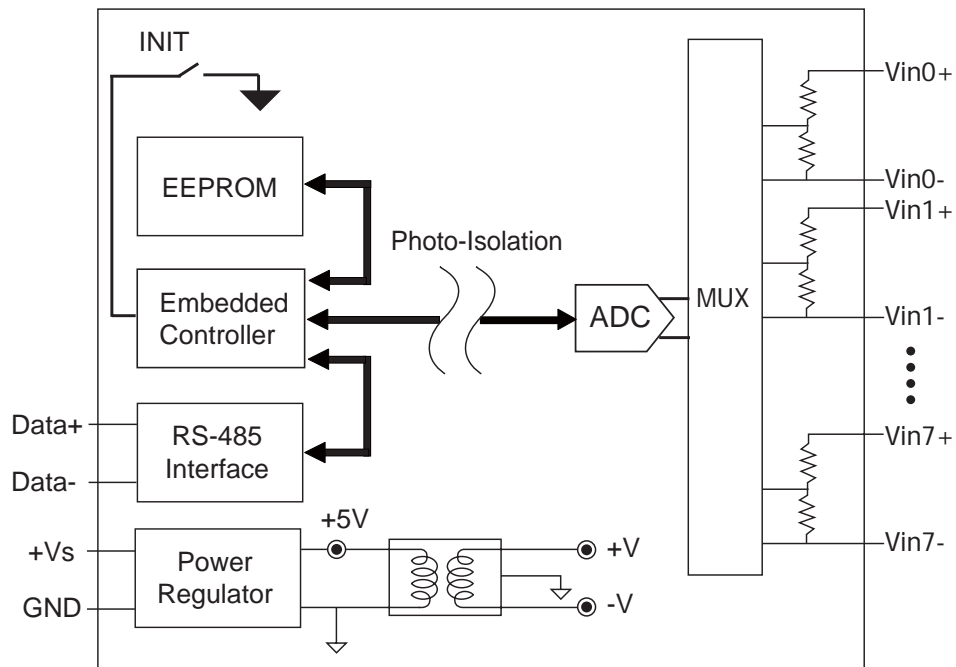 INIT
EEPROM
Photo-Isolation
Embedded
Controller
ADC
MUX
Vin0+
Vin0-
Vin1+
Vin1-
Vin7+
Vin7-
Data+
Data-
RS-485
Interface
+5V
+Vs
GND
Power
Regulator
+V
-V